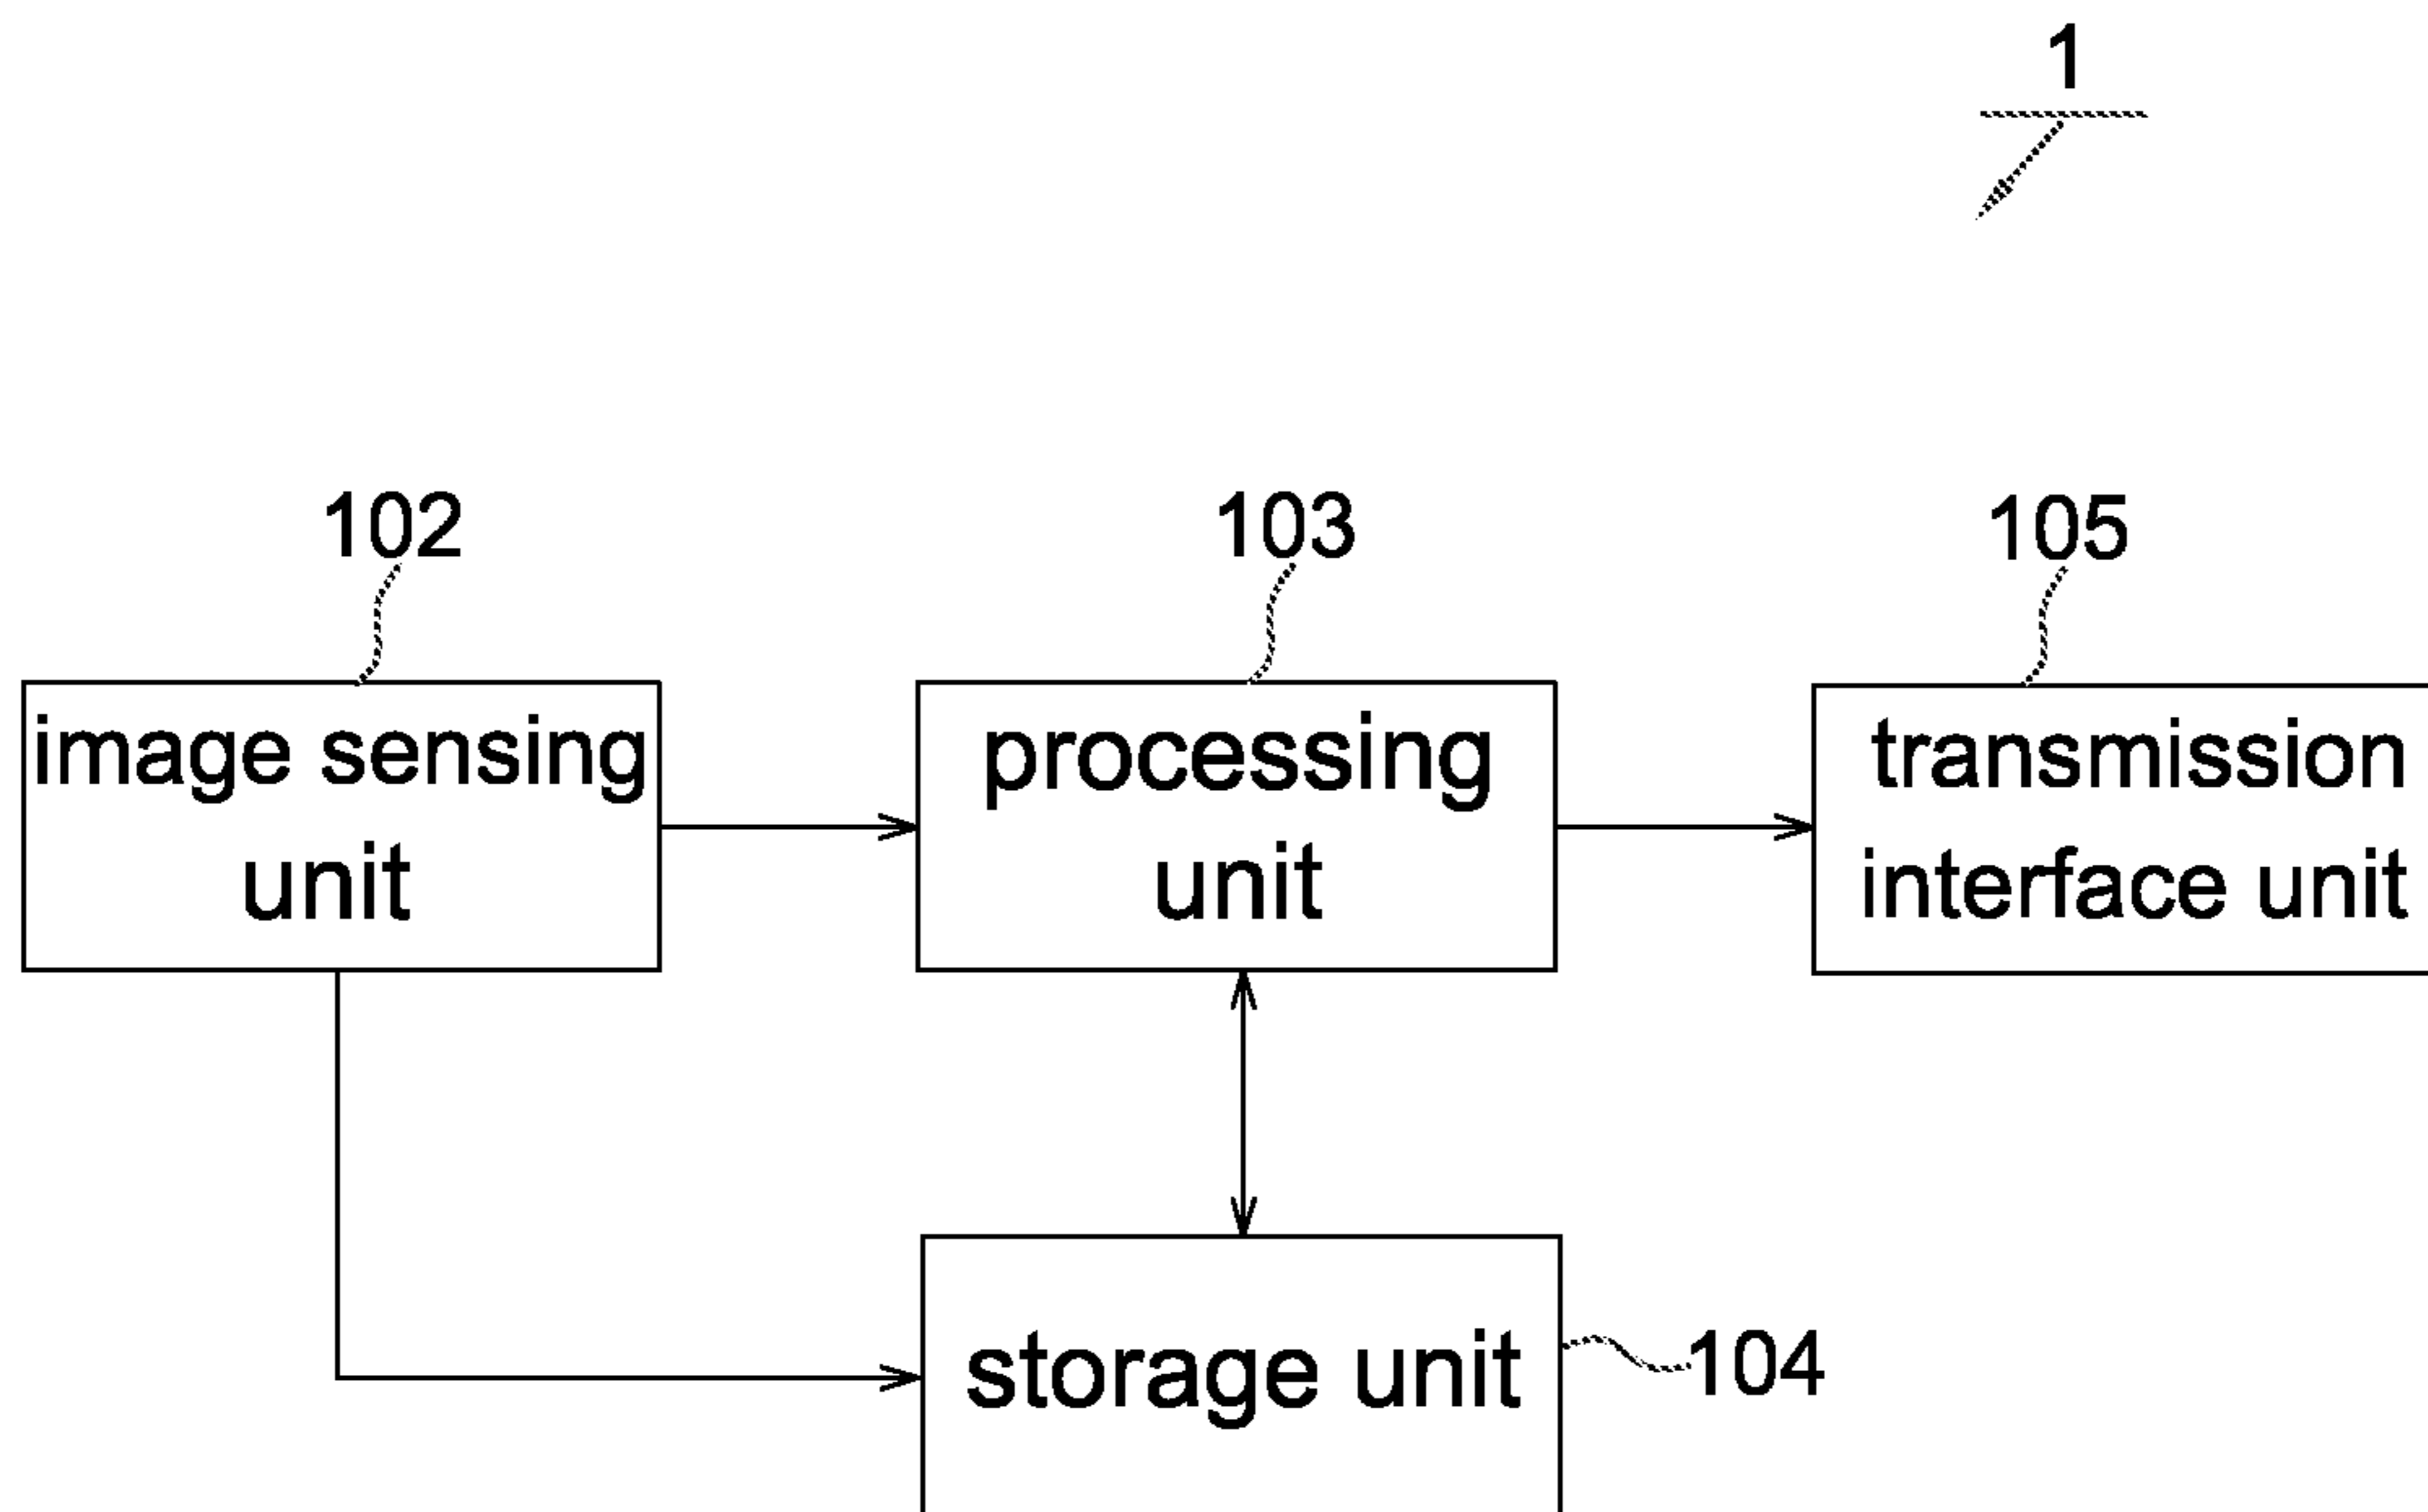 1
102
103
105
image sensing
unit
processing
unit
transmission
interface unit
storage unit
104